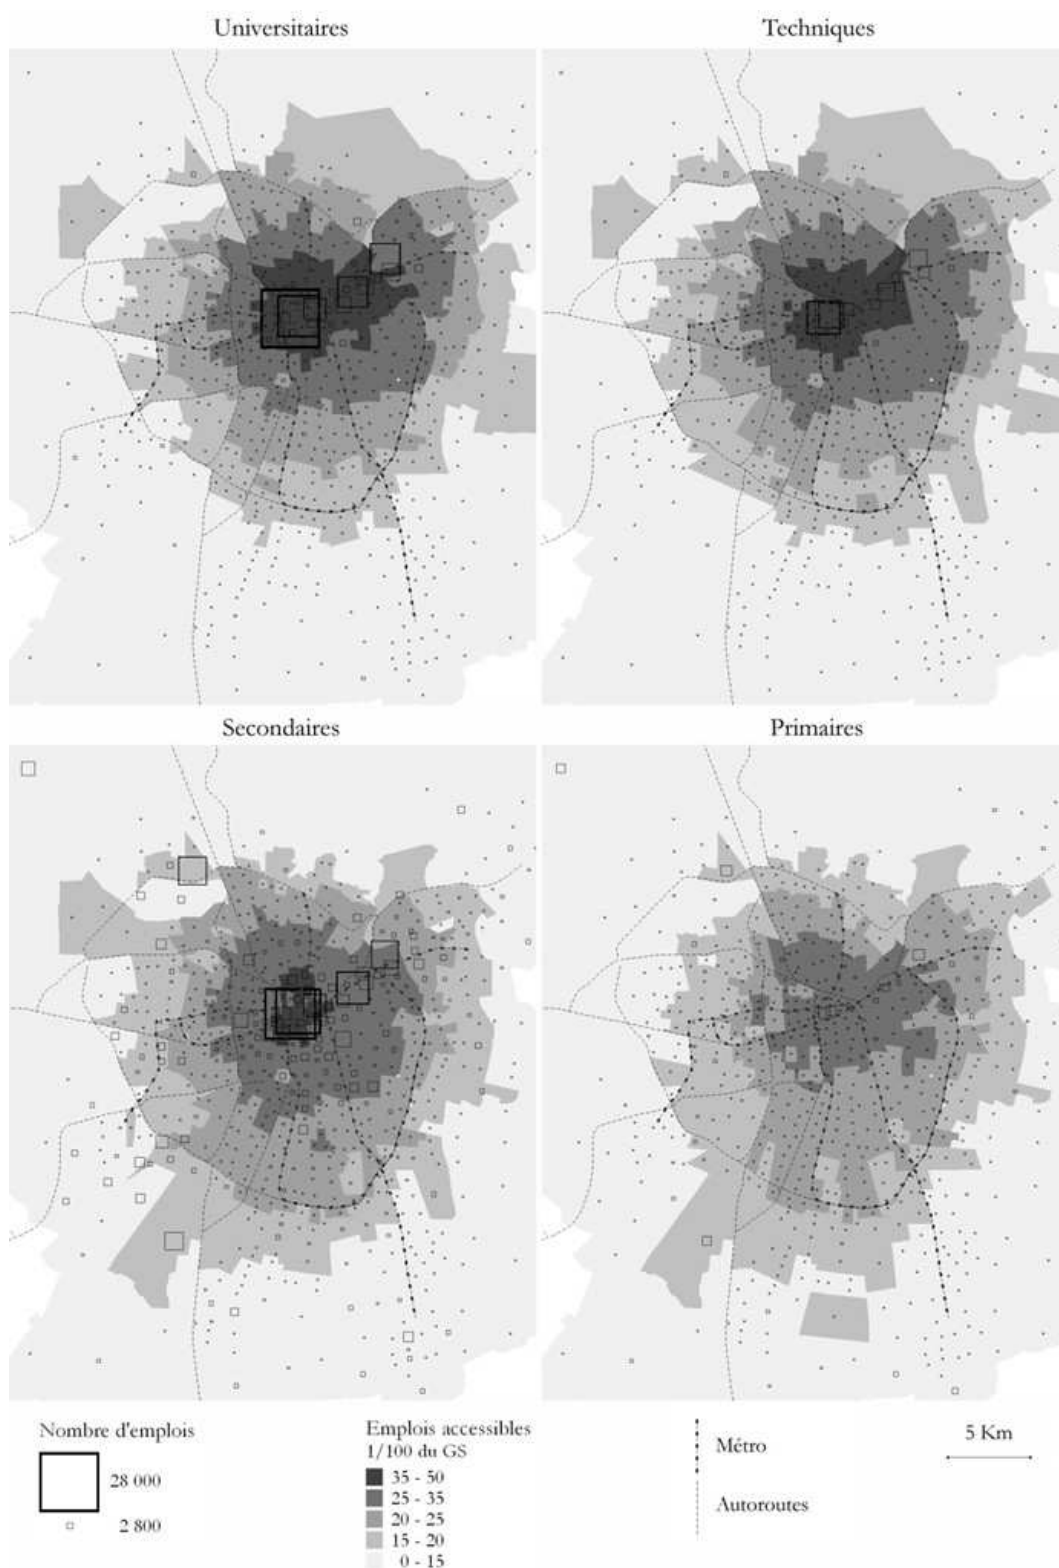 Universitaires
Techniques
Secondaires
Primaires
Nombre d'emplois
28 000
2 800
Emplois accessibles
1/100 du GS
35 - 50
25 - 35
20 - 25
15 - 20
0 - 15
Métro
Autoroutes
5 Km